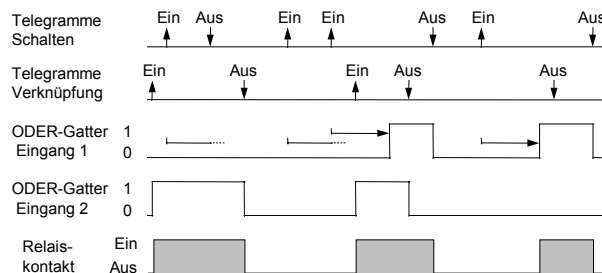 Telegramme
Schalten
Ein Aus Ein Ein Aus Ein Aus
Telegramme
Verknüpfung
Ein Aus Ein Aus Aus
ODER-Gatter 1
Eingang 1 0
ODER-Gatter 1
Eingang 2 0
Relais- Ein
kontakt Aus